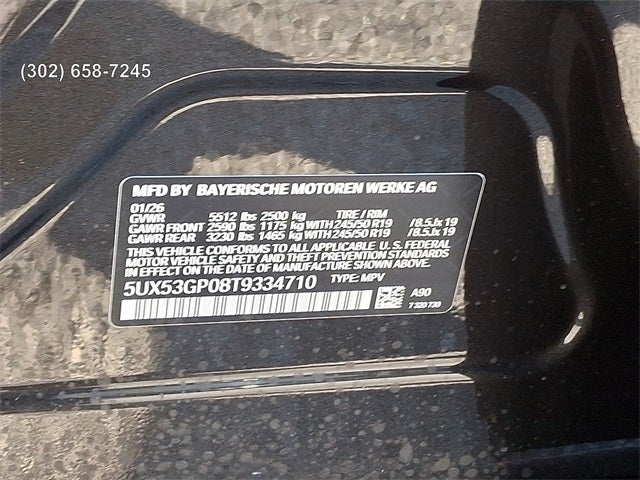 (302) 658-7245
MFD BY BAYERISCHE MOTOREN WERKE AG
01/26
GVWR 5512 lbs 2500 kg TIRE / RIM
GAWR FRONT 2590 lbs 1175 kg WITH 245/50 R19 /8.5Jx19
GAWR REAR 3230 lbs 1465 kg WITH 245/50 R19 /8.5Jx19
THIS VEHICLE CONFORMS TO ALL APPLICABLE U.S. FEDERAL
MOTOR VEHICLE SAFETY AND THEFT PREVENTION STANDARDS
IN EFFECT ON THE DATE OF MANUFACTURE SHOWN ABOVE.
5UX53GP08T9334710 TYPE: MPV
A90
7 320 730